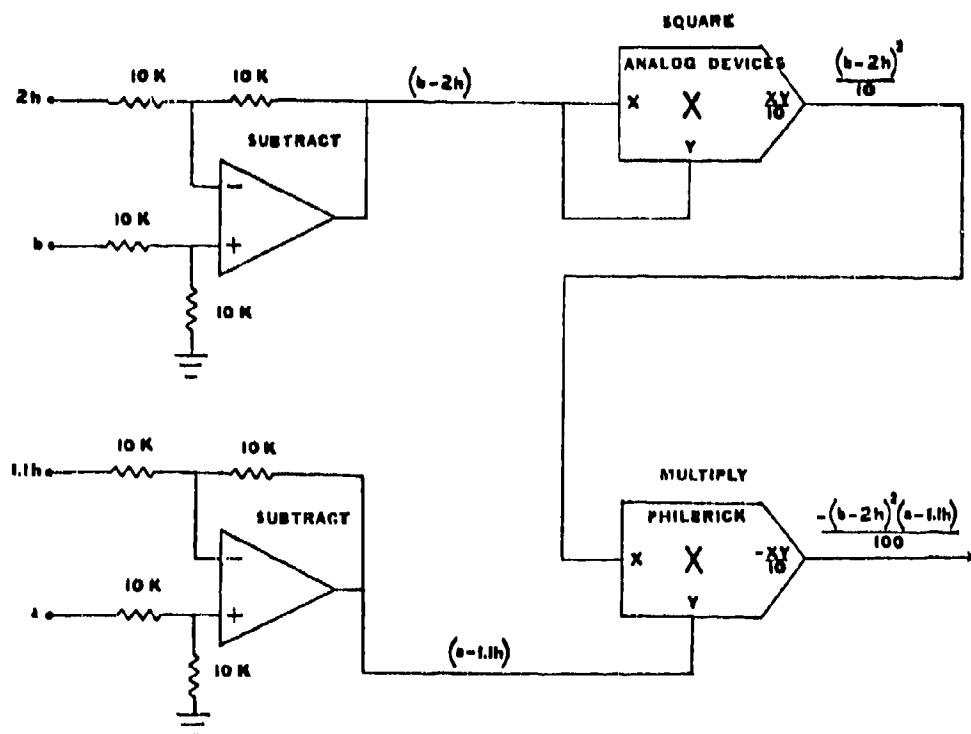 SQUARE
10 K
10 K
2h
(b-2h)
ANALOG DEVICES
X
X
XY/10
Y
(b-2h)²/10
SUBTRACT
−
10 K
b
+
10 K
10 K
10 K
1.1h
SUBTRACT
−
10 K
+
10 K
(a-1.1h)
MULTIPLY
PHILBRICK
X
X
-XY/10
Y
-(b-2h)²(a-1.1h)/100